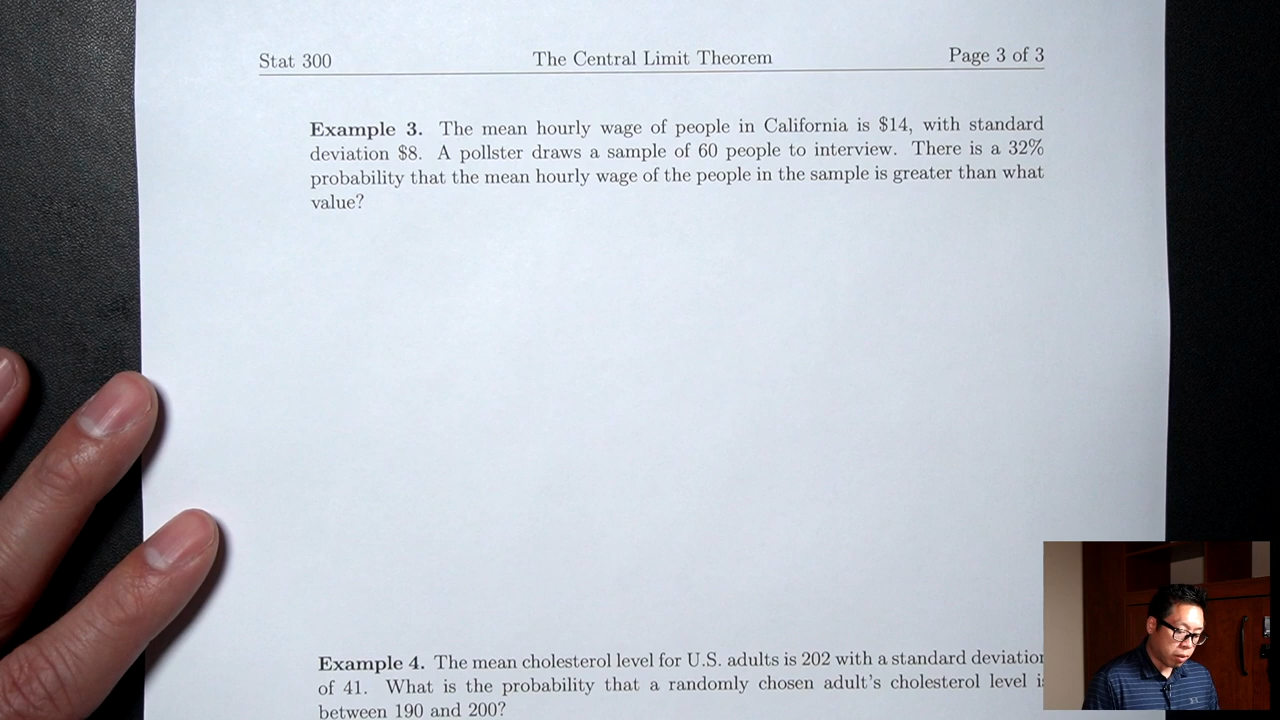 Stat 300 The Central Limit Theorem Page 3 of 3
Example 3. The mean hourly wage of people in California is $14, with standard
deviation $8. A pollster draws a sample of 60 people to interview. There is a 32%
probability that the mean hourly wage of the people in the sample is greater than what
value?
Example 4. The mean cholesterol level for U.S. adults is 202 with a standard deviation
of 41. What is the probability that a randomly chosen adult's cholesterol level is
between 190 and 200?